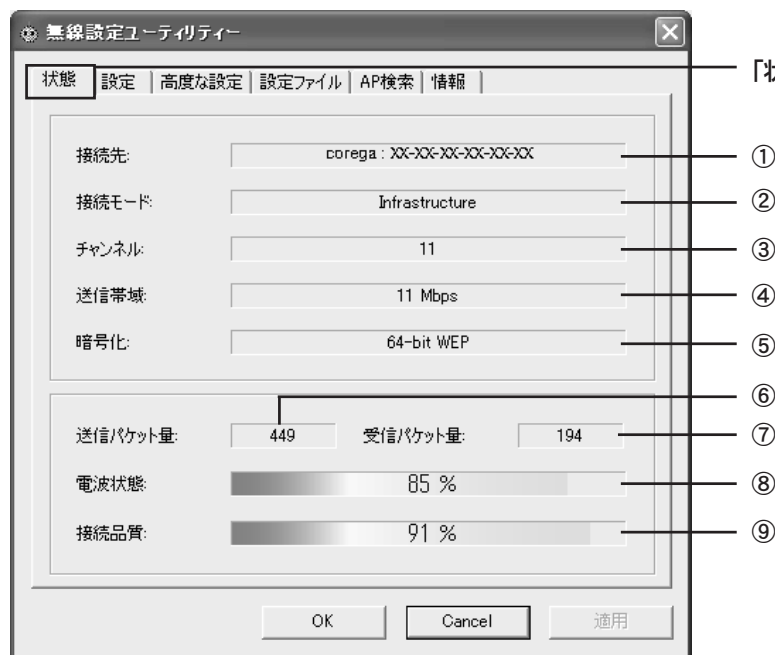 無線設定ユーティリティー
状態 設定 高度な設定 設定ファイル AP検索 情報
「状
接続先: corega : XX-XX-XX-XX-XX-XX ①
接続モード: Infrastructure ②
チャンネル: 11 ③
送信帯域: 11 Mbps ④
暗号化: 64-bit WEP ⑤
⑥
送信パケット量: 449 受信パケット量: 194 ⑦
電波状態: 85 % ⑧
接続品質: 91 % ⑨
OK Cancel 適用